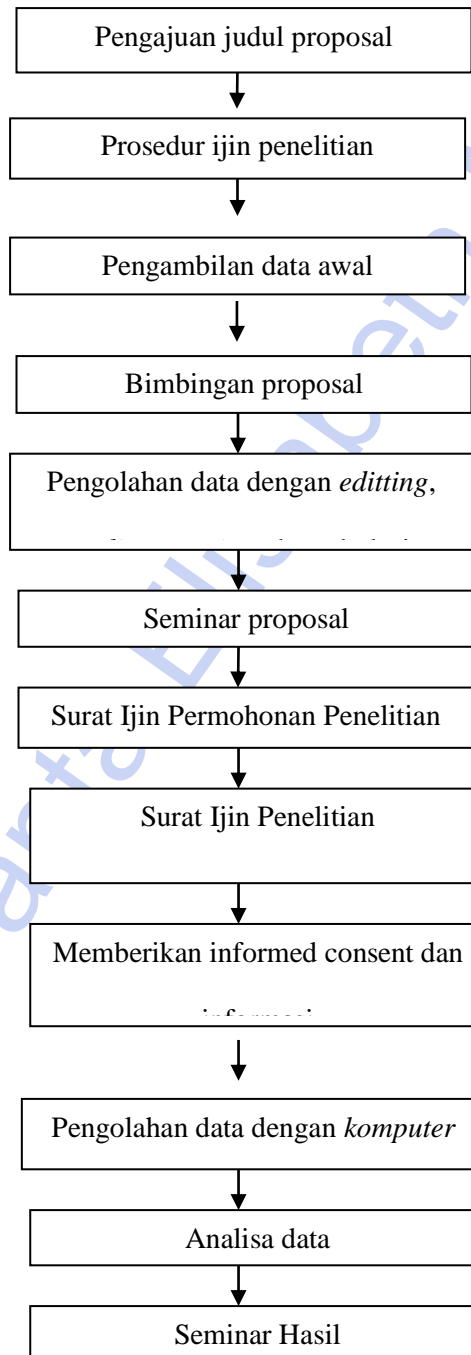 Pengajuan judul proposal
Prosedur ijin penelitian
Pengambilan data awal
Bimbingan proposal
Pengolahan data dengan editting,
Seminar proposal
Surat Ijin Permohonan Penelitian
Surat Ijin Penelitian
Memberikan informed consent dan
informasi
Pengolahan data dengan komputer
Analisa data
Seminar Hasil